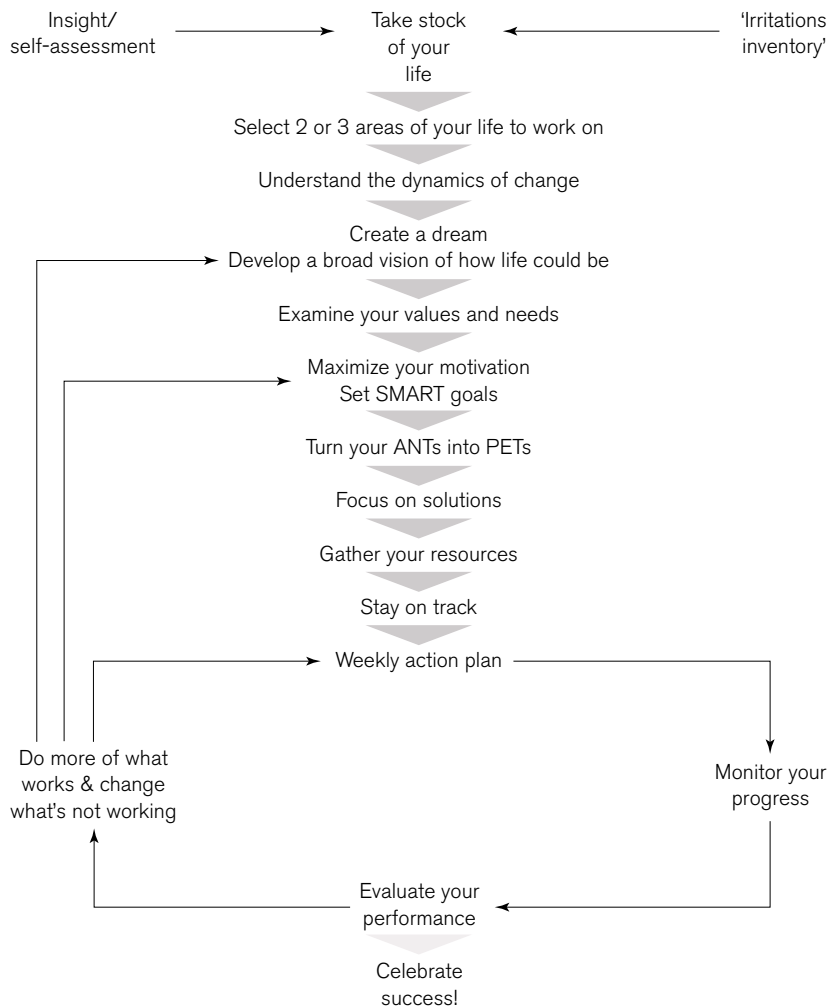 Insight/
self-assessment
Take stock
of your
life
‘Irritations
inventory’
Select 2 or 3 areas of your life to work on
Understand the dynamics of change
Create a dream
Develop a broad vision of how life could be
Examine your values and needs
Maximize your motivation
Set SMART goals
Turn your ANTs into PETs
Focus on solutions
Gather your resources
Stay on track
Weekly action plan
Do more of what
works & change
what’s not working
Monitor your
progress
Evaluate your
performance
Celebrate
success!